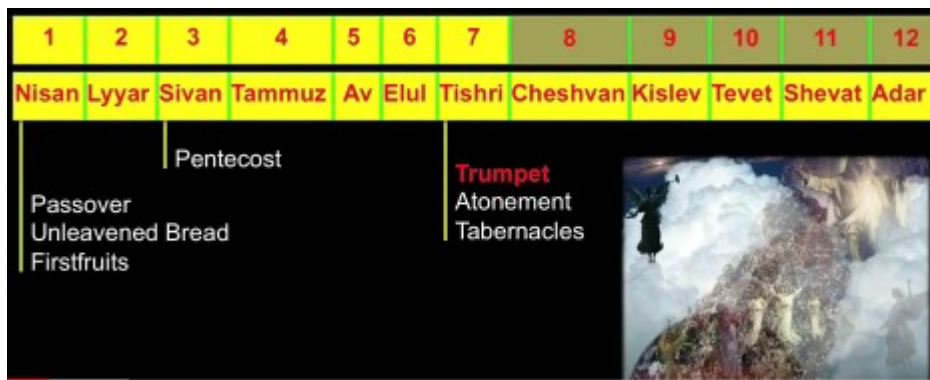 1 2 3 4 5 6 7 8 9 10 11 12
Nisan Lyyar Sivan Tammuz Av Elul Tishri Cheshvan Kislev Tevet Shevat Adar
Pentecost
Passover
Unleavened Bread
Firstfruits
Trumpet
Atonement
Tabernacles